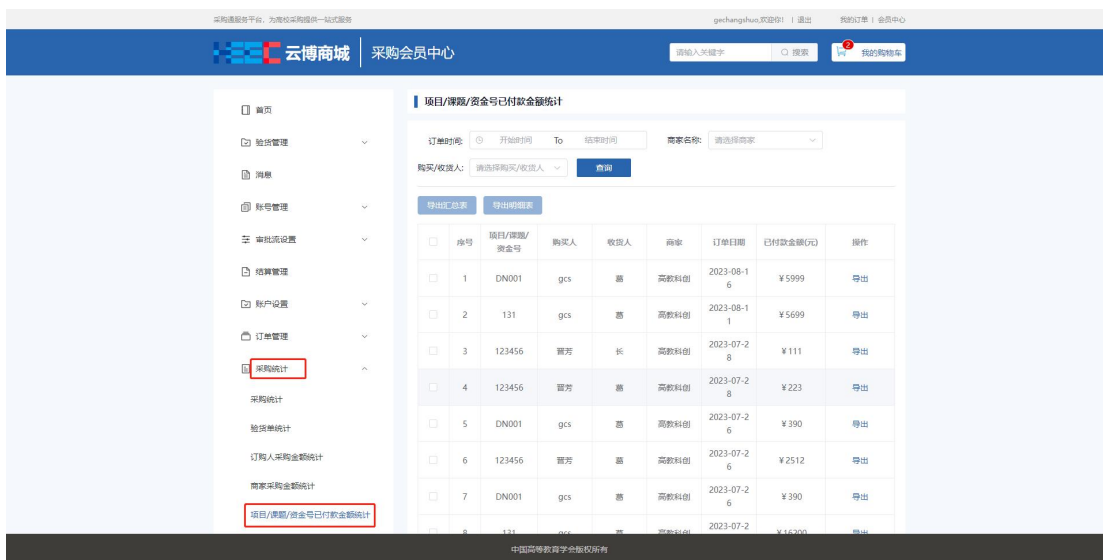 采购通服务平台，为高校采购提供一站式服务
gechangshuo,欢迎你！ | 退出 我的订单 | 会员中心
HEEC 云博商城 采购会员中心 请输入关键字 搜索 2 我的购物车
首页
验货管理
消息
账号管理
审批流设置
结算管理
账户设置
订单管理
采购统计
采购统计
验货单统计
订购人采购金额统计
商家采购金额统计
项目/课题/资金号已付款金额统计
项目/课题/资金号已付款金额统计
订单时间: 开始时间 To 结束时间 商家名称: 请选择商家
购买/收货人: 请选择购买/收货人 查询
导出汇总表 导出明细表
序号 项目/课题/资金号 购买人 收货人 商家 订单日期 已付款金额(元) 操作
1 DN001 gcs 葛 高教科创 2023-08-16 ¥5999 导出
2 131 gcs 葛 高教科创 2023-08-11 ¥5699 导出
3 123456 晋芳 长 高教科创 2023-07-28 ¥111 导出
4 123456 晋芳 葛 高教科创 2023-07-28 ¥223 导出
5 DN001 gcs 葛 高教科创 2023-07-26 ¥390 导出
6 123456 晋芳 葛 高教科创 2023-07-26 ¥2512 导出
7 DN001 gcs 葛 高教科创 2023-07-26 ¥390 导出
8 131 gcs 高教科创 2023-07-2 ¥16200 导出
中国高等教育学会版权所有